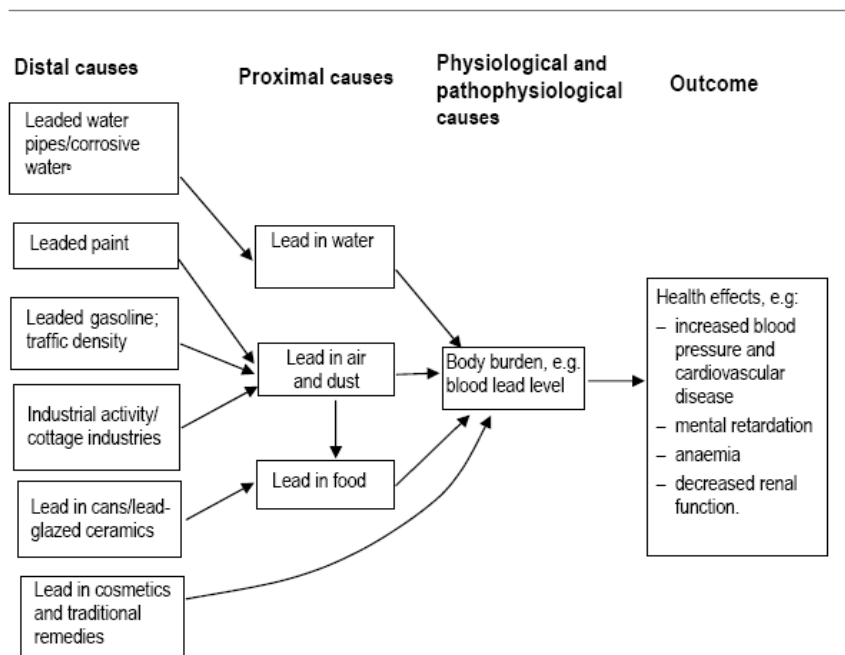 Distal causes
Proximal causes
Physiological and
pathophysiological
causes
Outcome
Leaded water
pipes/corrosive
water
Leaded paint
Leaded gasoline;
traffic density
Industrial activity/
cottage industries
Lead in cans/lead-
glazed ceramics
Lead in cosmetics
and traditional
remedies
Lead in water
Lead in air
and dust
Lead in food
Body burden, e.g.
blood lead level
Health effects, e.g:
– increased blood
pressure and
cardiovascular
disease
– mental retardation
– anaemia
– decreased renal
function.